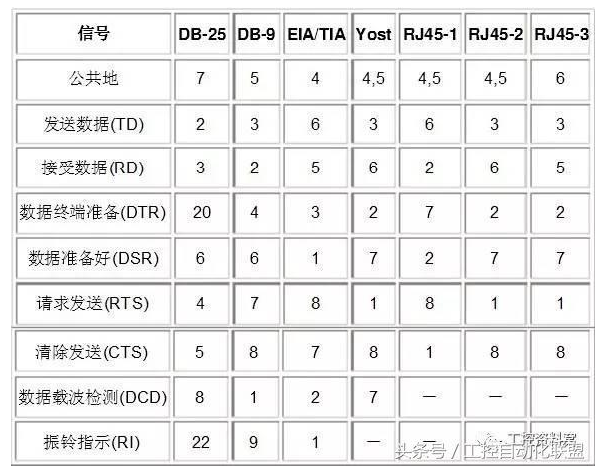 信号 DB-25 DB-9 EIA/TIA Yost RJ45-1 RJ45-2 RJ45-3
公共地 7 5 4 4,5 4,5 4,5 6
发送数据(TD) 2 3 6 3 6 3 3
接受数据(RD) 3 2 5 6 2 6 5
数据终端准备(DTR) 20 4 3 2 7 2 2
数据准备好(DSR) 6 6 1 7 2 7 7
请求发送(RTS) 4 7 8 1 8 1 1
清除发送(CTS) 5 8 7 8 1 8 8
数据载波检测(DCD) 8 1 2 7 — — —
振铃指示(RI) 22 9 1 — —
工控资料窝
头条号/工控自动化联盟